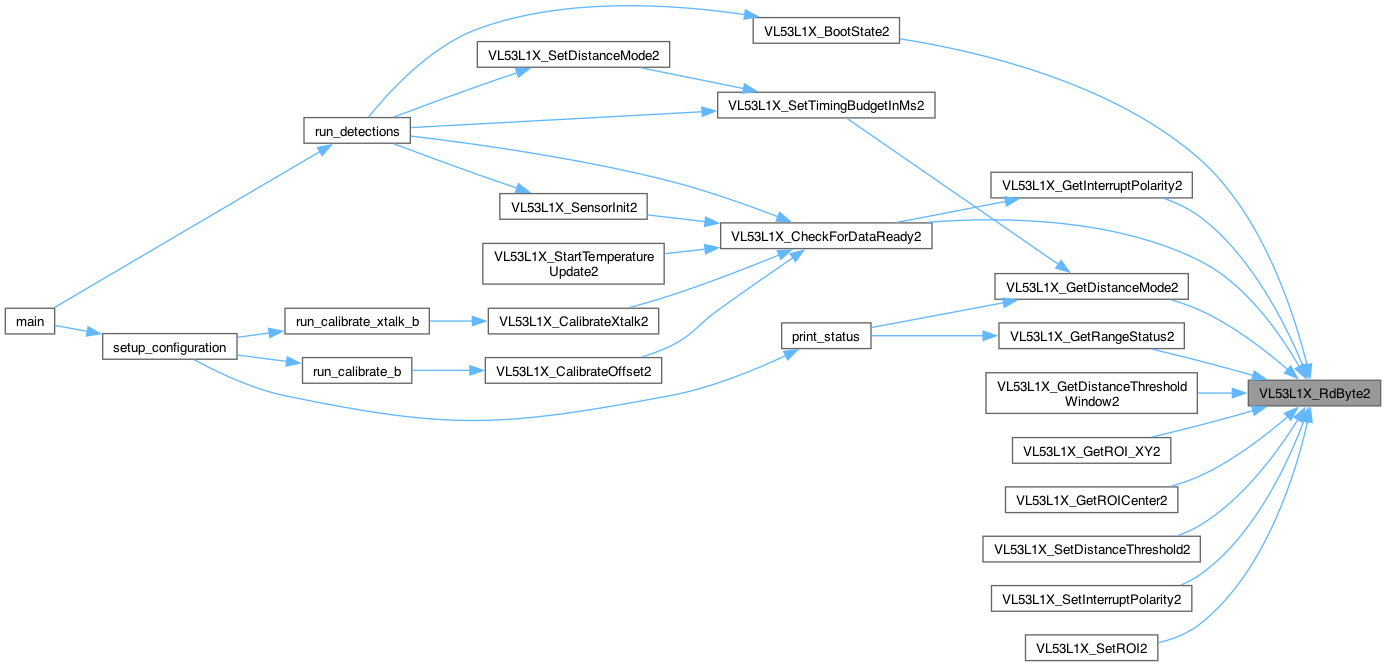 VL53L1X_BootState2
VL53L1X_SetDistanceMode2
VL53L1X_SetTimingBudgetInMs2
run_detections
VL53L1X_GetInterruptPolarity2
VL53L1X_SensorInit2
VL53L1X_CheckForDataReady2
VL53L1X_StartTemperature
Update2
VL53L1X_GetDistanceMode2
main
run_calibrate_xtalk_b
VL53L1X_CalibrateXtalk2
setup_configuration
print_status
VL53L1X_GetRangeStatus2
run_calibrate_b
VL53L1X_CalibrateOffset2
VL53L1X_GetDistanceThreshold
Window2
VL53L1X_RdByte2
VL53L1X_GetROI_XY2
VL53L1X_GetROICenter2
VL53L1X_SetDistanceThreshold2
VL53L1X_SetInterruptPolarity2
VL53L1X_SetROI2